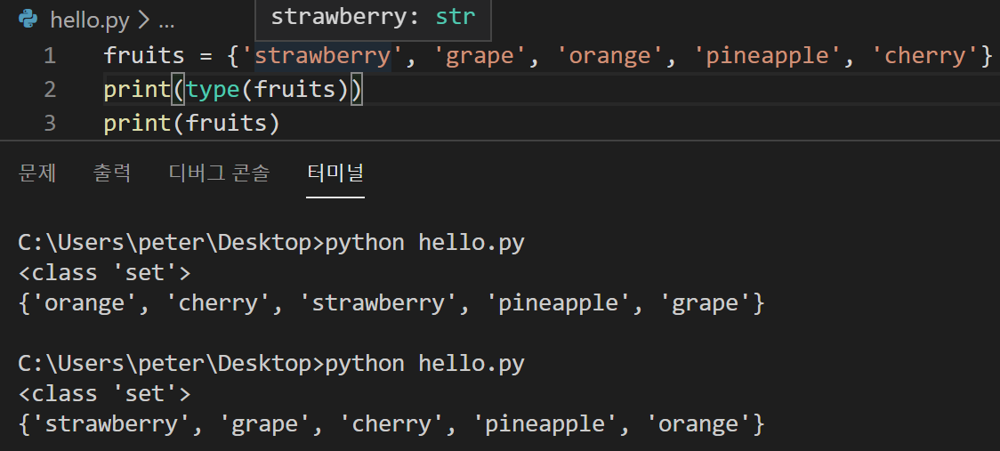 hello.py > ...
strawberry: str
1 fruits = {'strawberry', 'grape', 'orange', 'pineapple', 'cherry'}
2 print(type(fruits))
3 print(fruits)
문제 출력 디버그 콘솔 터미널
C:\Users\peter\Desktop>python hello.py
<class 'set'>
{'orange', 'cherry', 'strawberry', 'pineapple', 'grape'}
C:\Users\peter\Desktop>python hello.py
<class 'set'>
{'strawberry', 'grape', 'cherry', 'pineapple', 'orange'}